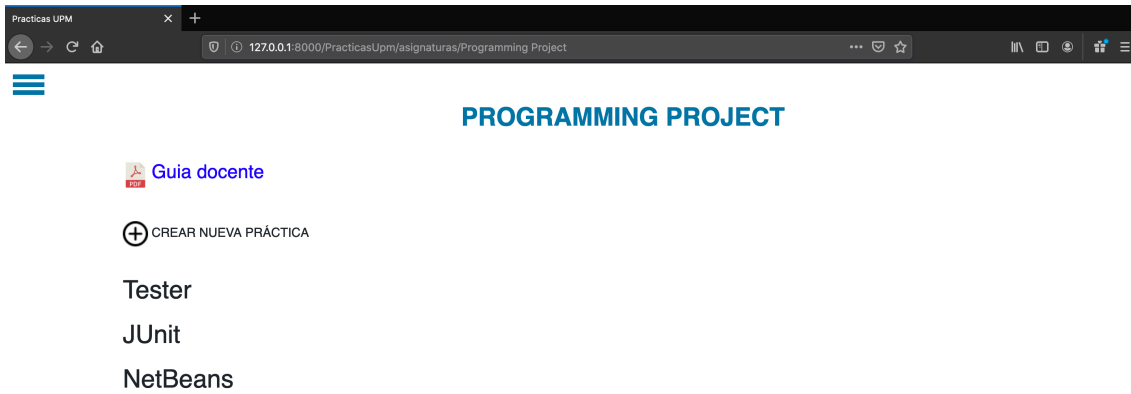 Practicas UPM
127.0.0.1:8000/PracticasUpm/asignaturas/Programming Project
PROGRAMMING PROJECT
PDF Guia docente
CREAR NUEVA PRÁCTICA
Tester
JUnit
NetBeans